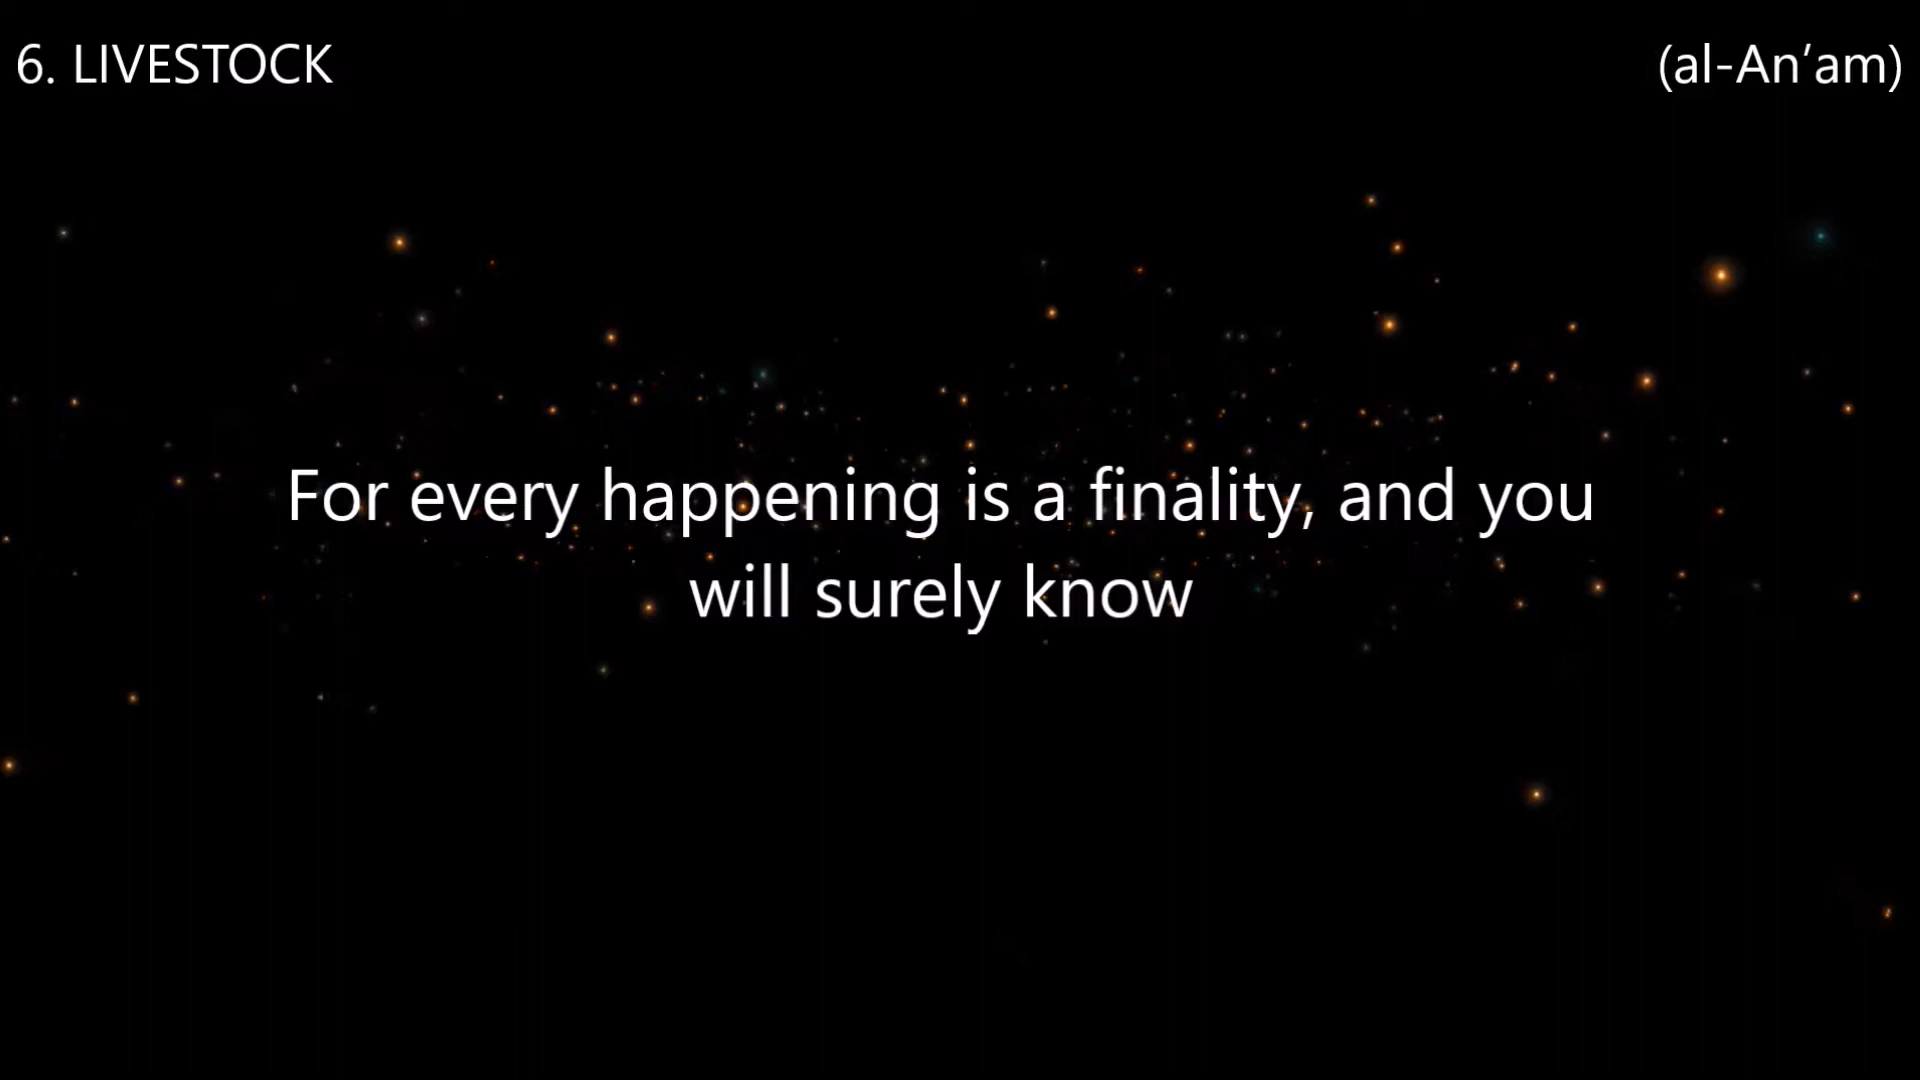 6. LIVESTOCK
(al-An’am)
For every happening is a finality, and you
will surely know